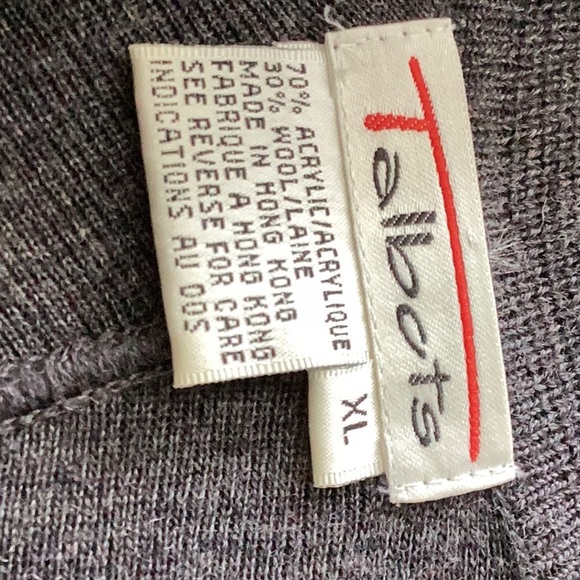 Talbots
70% ACRYLIC/ACRYLIQUE
30% WOOL/LAINE
MADE IN HONG KONG
FABRIQUE A HONG KONG
SEE REVERSE FOR CARE
INDICATIONS AU DOS
XL